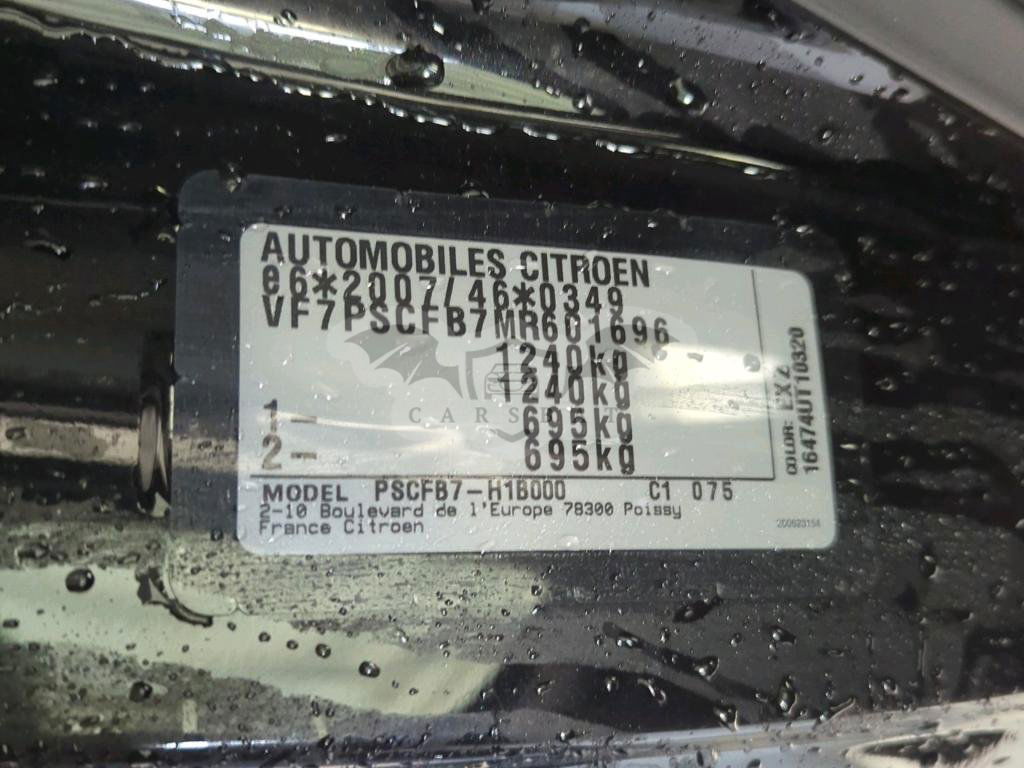 AUTOMOBILES CITROEN
e6*2007/46*0349
VF7PSCFB7MR601696
1240kg
1240kg
1- 695kg
2- 695kg
MODEL PSCFB7-H1B000 C1 075
2-10 Boulevard de l'Europe 78300 Poissy
France Citroen
COLOR: EXZ
16474UT10320
CARS